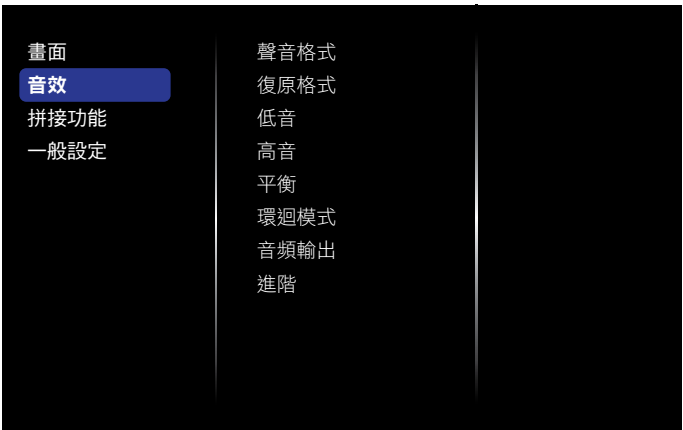 畫面
音效
拼接功能
一般設定
聲音格式
復原格式
低音
高音
平衡
環迴模式
音頻輸出
進階